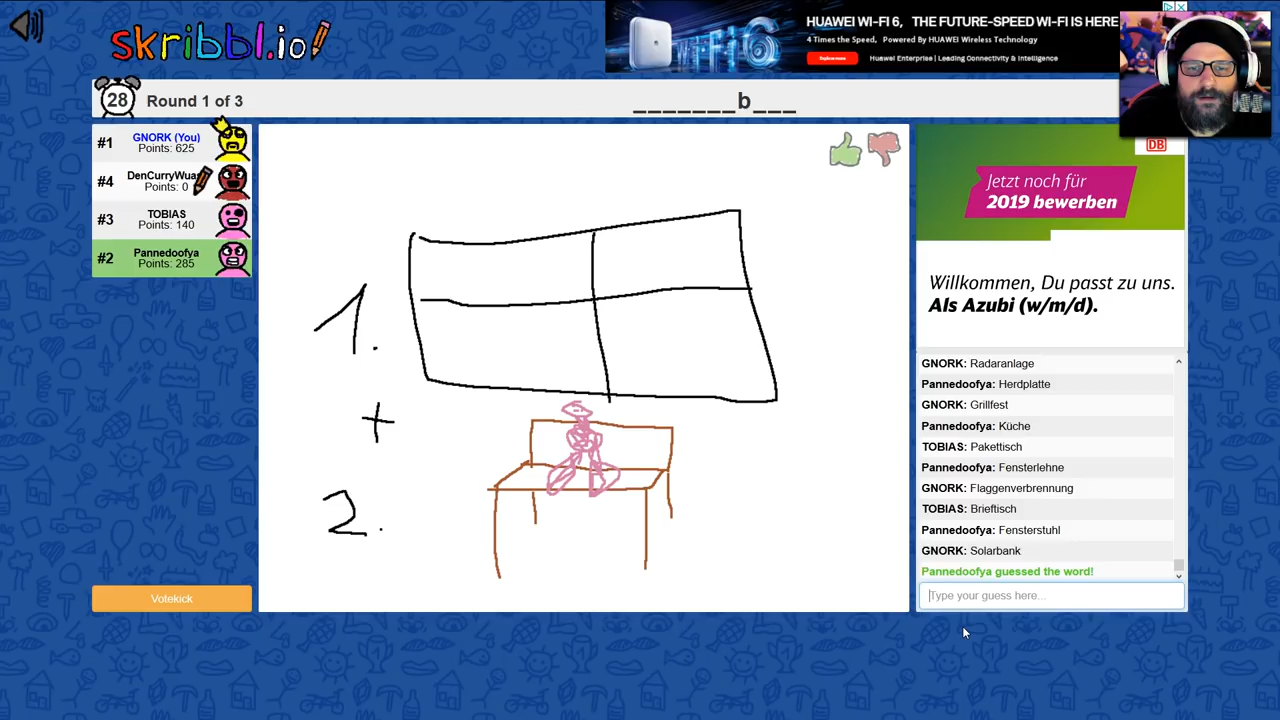 skribbl.io
HUAWEI WI-FI 6, THE FUTURE-SPEED WI-FI IS HERE
4 Times the Speed, Powered By HUAWEI Wireless Technology
Explore more
Huawei Enterprise | Leading Connectivity & Intelligence
28
Round 1 of 3
_______b___
#1
GNORK (You)
Points: 625
#4
DenCurryWua
Points: 0
#3
TOBIAS
Points: 140
#2
Pannedoofya
Points: 285
1.
+
2.
DB
Jetzt noch für
2019 bewerben
Willkommen, Du passt zu uns.
Als Azubi (w/m/d).
GNORK: Radaranlage
Pannedoofya: Herdplatte
GNORK: Grillfest
Pannedoofya: Küche
TOBIAS: Pakettisch
Pannedoofya: Fensterlehne
GNORK: Flaggenverbrennung
TOBIAS: Brieftisch
Pannedoofya: Fensterstuhl
GNORK: Solarbank
Pannedoofya guessed the word!
Type your guess here...
Votekick